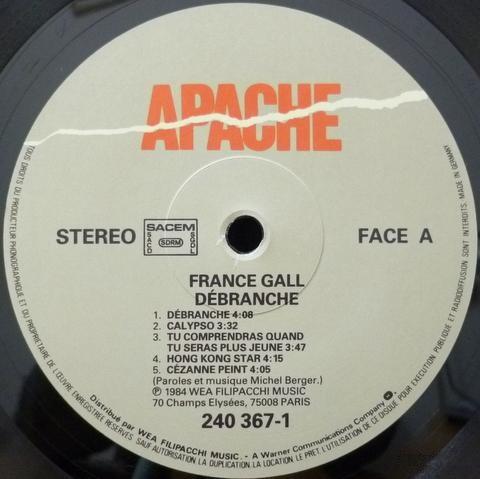 APACHE
STEREO
SACEM
SACD
SDRM
SGDL
FACE A
FRANCE GALL
DÉBRANCHE
1. DÉBRANCHE 4:08
2. CALYPSO 3:32
3. TU COMPRENDRAS QUAND
TU SERAS PLUS JEUNE 3:47
4. HONG KONG STAR 4:15
5. CÉZANNE PEINT 4:05
(Paroles et musique Michel Berger.)
Ⓟ 1984 WEA FILIPACCHI MUSIC
70 Champs Elysées, 75008 PARIS
240 367-1
Distribué par WEA FILIPACCHI MUSIC. - A Warner Communications Company
TOUS DROITS DU PRODUCTEUR PHONOGRAPHIQUE ET DU PROPRIETAIRE DE L'ŒUVRE ENREGISTREE RESERVES SAUF AUTORISATION. LA DUPLICATION. LA LOCATION. LE PRET. L'UTILISATION DE CE DISQUE POUR EXECUTION PUBLIQUE ET RADIODIFFUSION SONT INTERDITS. MADE IN GERMANY